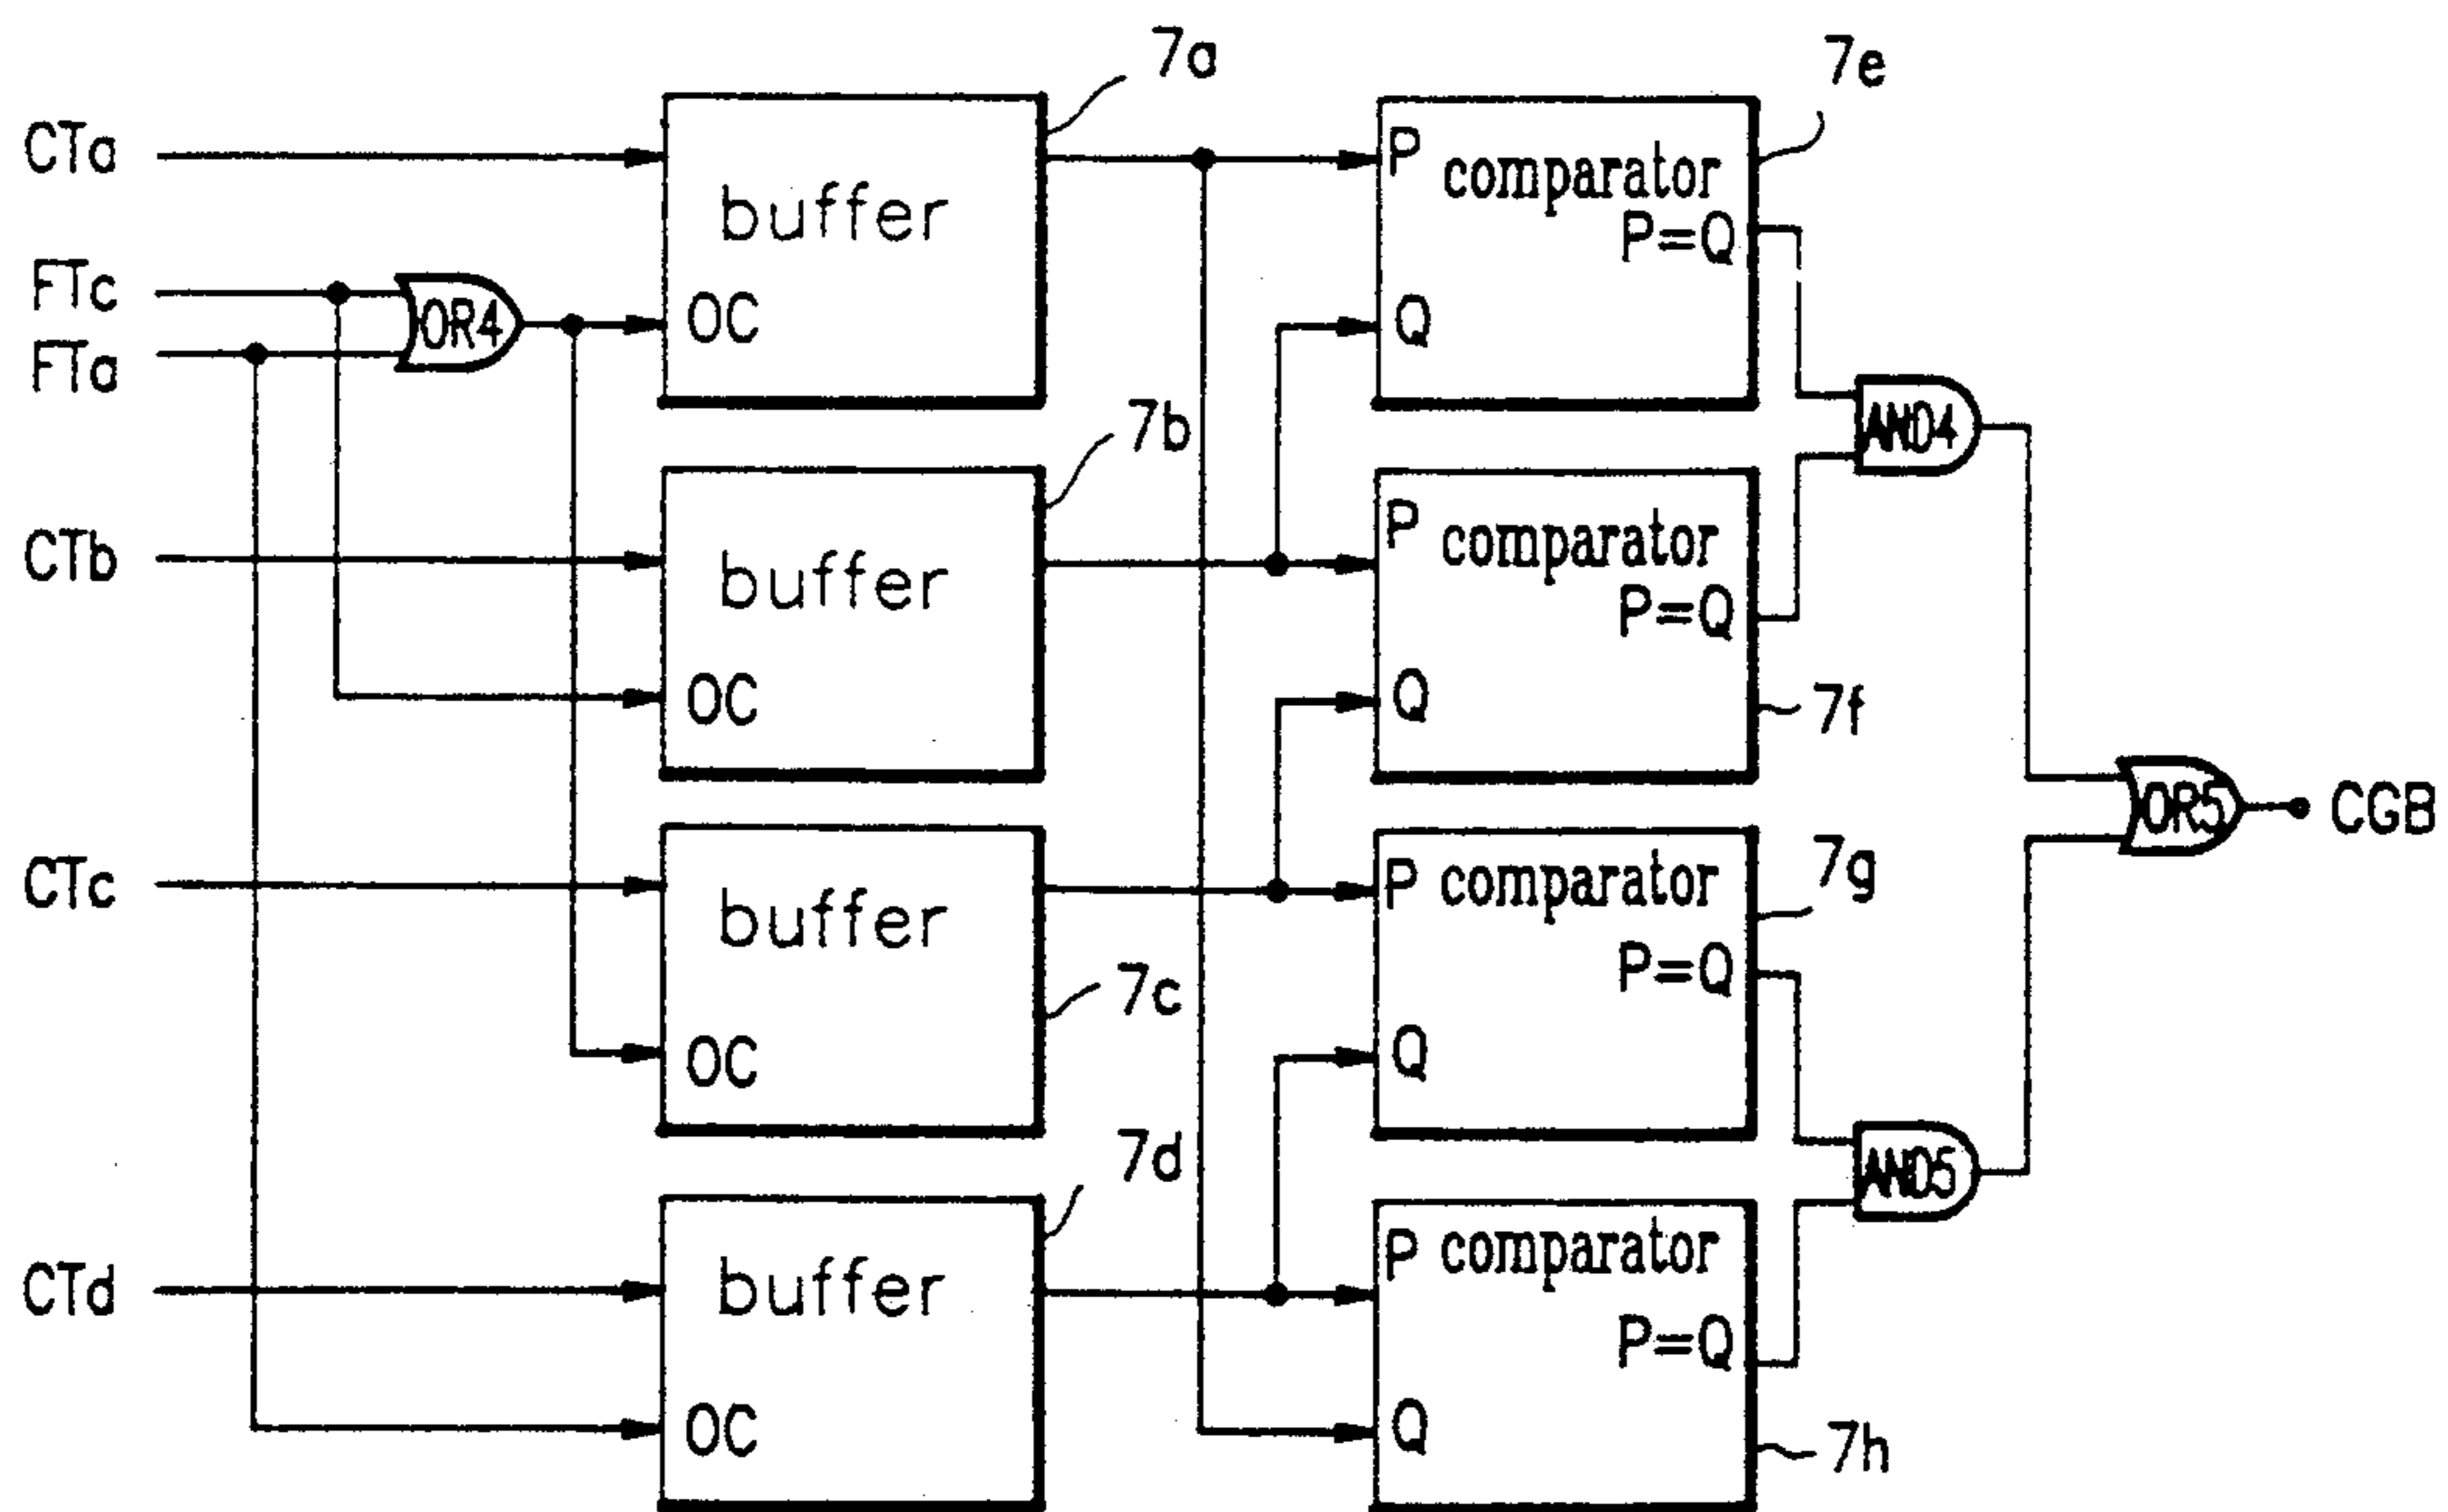 7a
7e
CTa
P
comparator
buffer
P=Q
FTc
OR4
OC
Q
FTa
AND4
7b
P
comparator
CTb
buffer
P=Q
OC
Q
7f
OR5
CGB
CTc
P
comparator
7g
buffer
P=Q
7c
OC
Q
7d
AND5
P
comparator
CTd
buffer
P=Q
OC
Q
7h